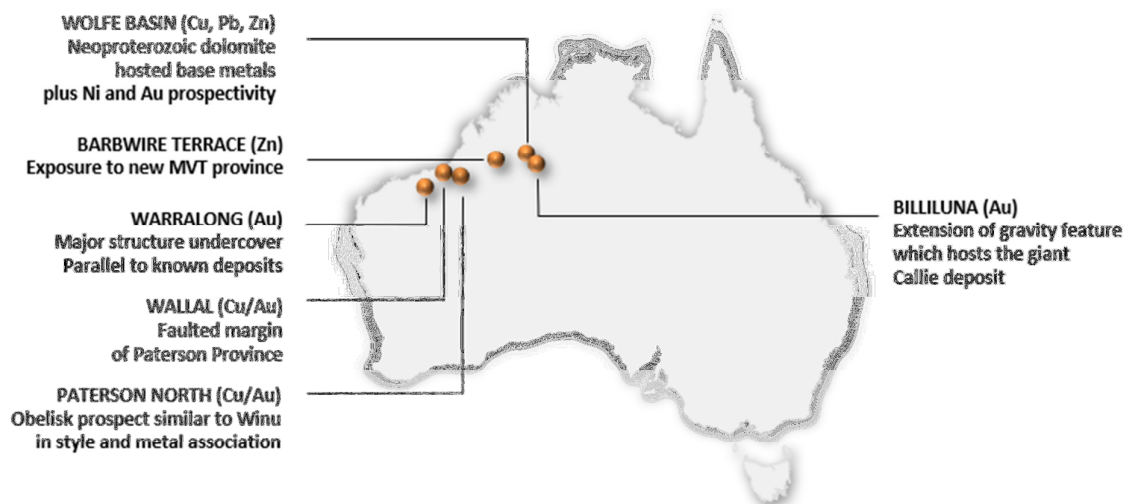 WOLFE BASIN (Cu, Pb, Zn)
Neoproterozoic dolomite
hosted base metals
plus Ni and Au prospectivity
BARBWIRE TERRACE (Zn)
Exposure to new MVT province
WARRALONG (Au)
Major structure undercover
Parallel to known deposits
WALLAL (Cu/Au)
Faulted margin
of Paterson Province
PATERSON NORTH (Cu/Au)
Obelisk prospect similar to Winu
in style and metal association
BILLILUNA (Au)
Extension of gravity feature
which hosts the giant
Callie deposit